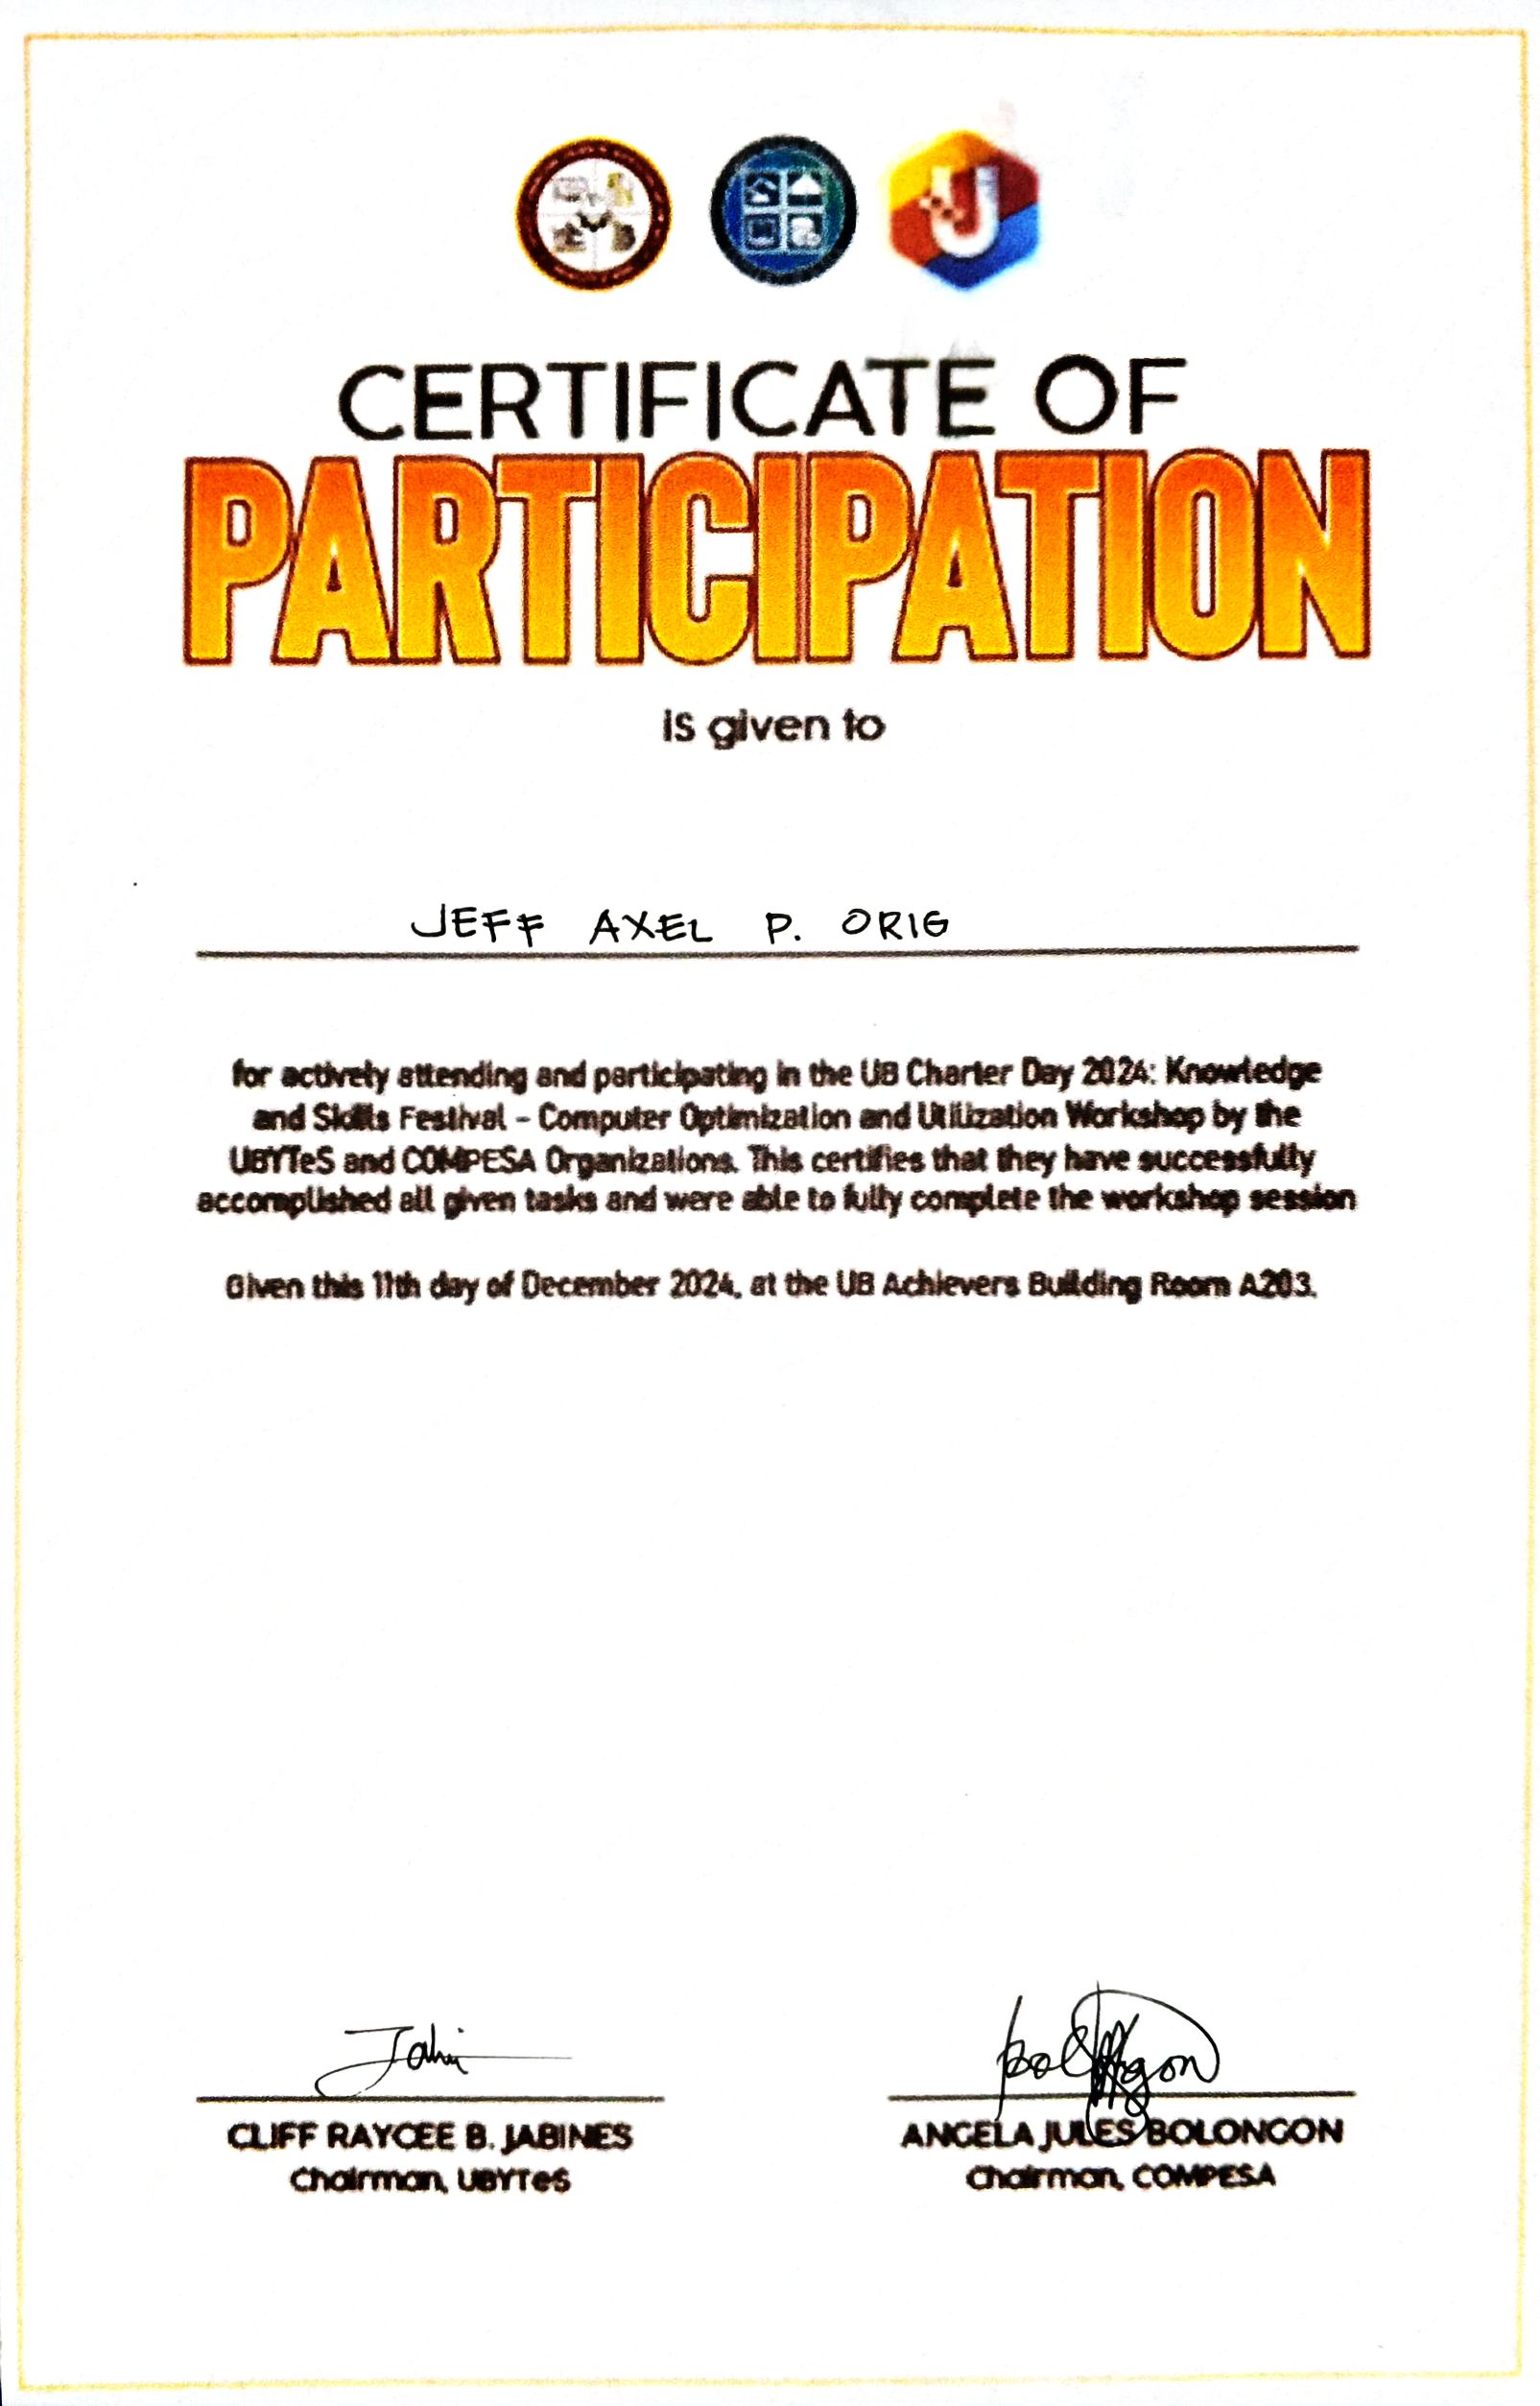 CERTIFICATE OF
PARTICIPATION
is given to
JEFF AXEL P. ORIG
for actively attending and participating in the UB Charter Day 2024: Knowledge
and Skills Festival - Computer Optimization and Utilization Workshop by the
UBYTeS and COMPESA Organizations. This certifies that they have successfully
accomplished all given tasks and were able to fully complete the workshop session
Given this 11th day of December 2024, at the UB Achievers Building Room A203.
CLIFF RAYCEE B. JABINES
Chairman, UBYTeS
ANGELA JULES BOLONGON
Chairman, COMPESA